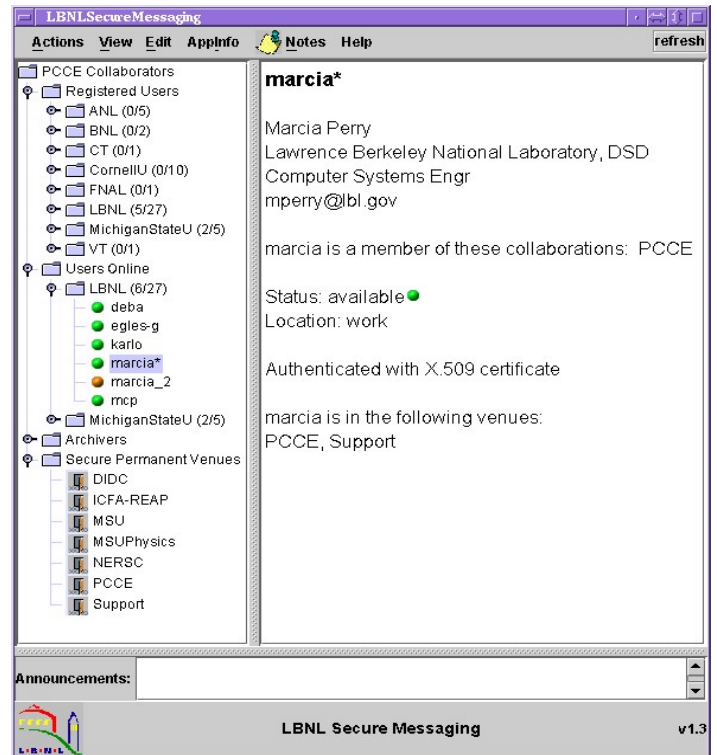 LBNLSecureMessaging
Actions View Edit AppInfo Notes Help refresh
PCCE Collaborators
Registered Users
ANL (0/5)
BNL (0/2)
CT (0/1)
CornellU (0/10)
FNAL (0/1)
LBNL (5/27)
MichiganStateU (2/5)
VT (0/1)
Users Online
LBNL (6/27)
deba
egles-g
karlo
marcia*
marcia_2
mcp
MichiganStateU (2/5)
Archivers
Secure Permanent Venues
DIDC
ICFA-REAP
MSU
MSUPhysics
NERSC
PCCE
Support
marcia*
Marcia Perry
Lawrence Berkeley National Laboratory, DSD
Computer Systems Engr
mperry@lbl.gov
marcia is a member of these collaborations: PCCE
Status: available
Location: work
Authenticated with X.509 certificate
marcia is in the following venues:
PCCE, Support
Announcements:
L·B·N·L
LBNL Secure Messaging
v1.3